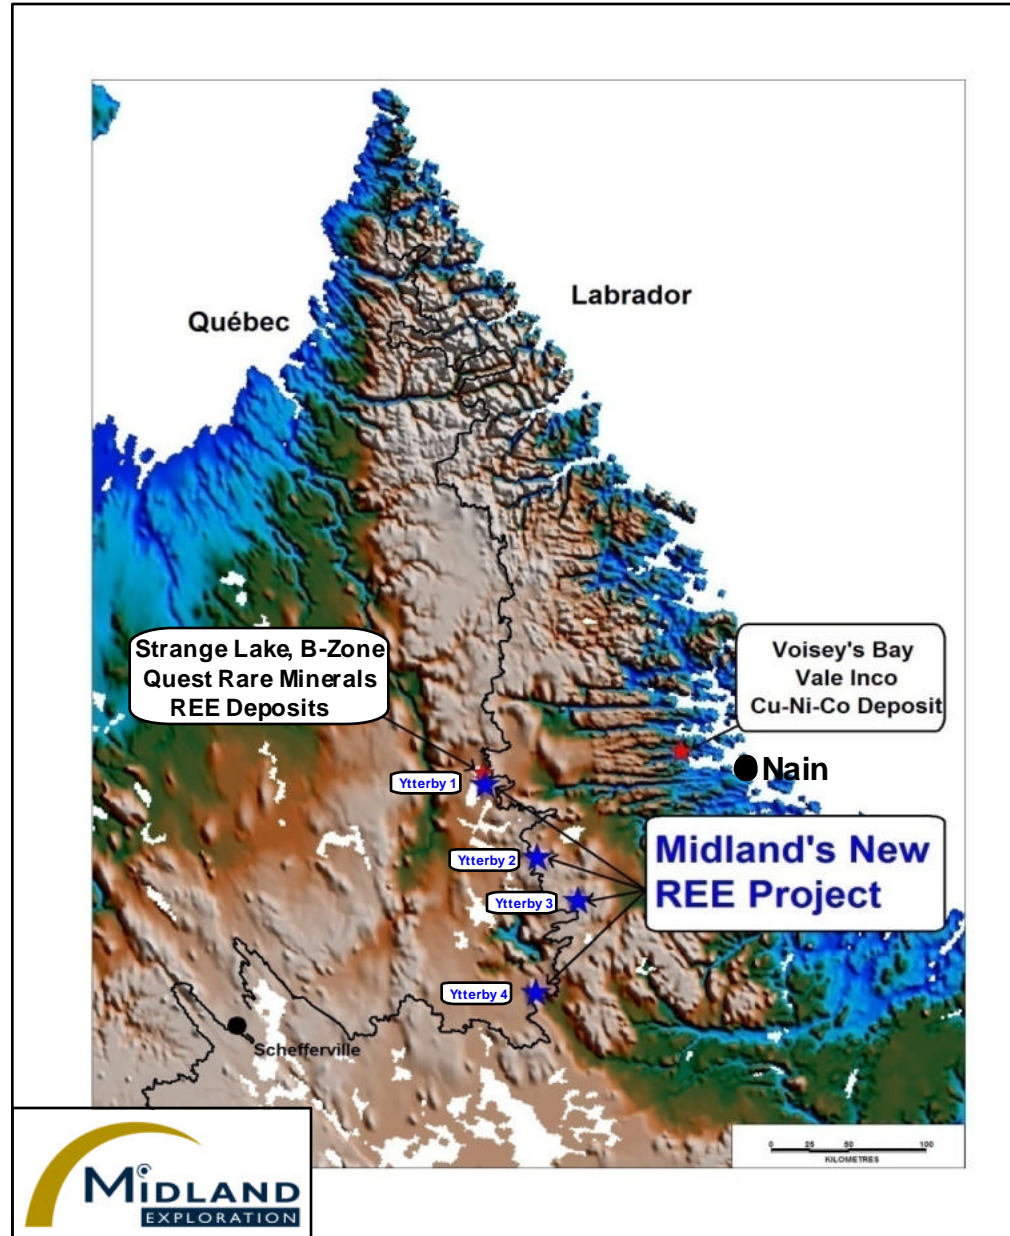 Labrador
Québec
Strange Lake, B-Zone
Quest Rare Minerals
REE Deposits
Voisey's Bay
Vale Inco
Cu-Ni-Co Deposit
Nain
Ytterby 1
Midland's New
REE Project
Ytterby 2
Ytterby 3
Ytterby 4
Schefferville
0 25 50 100
KILOMETRES
MIDLAND
EXPLORATION